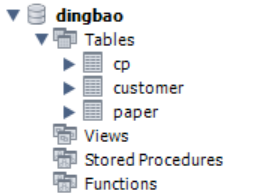 dingbao
Tables
cp
customer
paper
Views
Stored Procedures
Functions